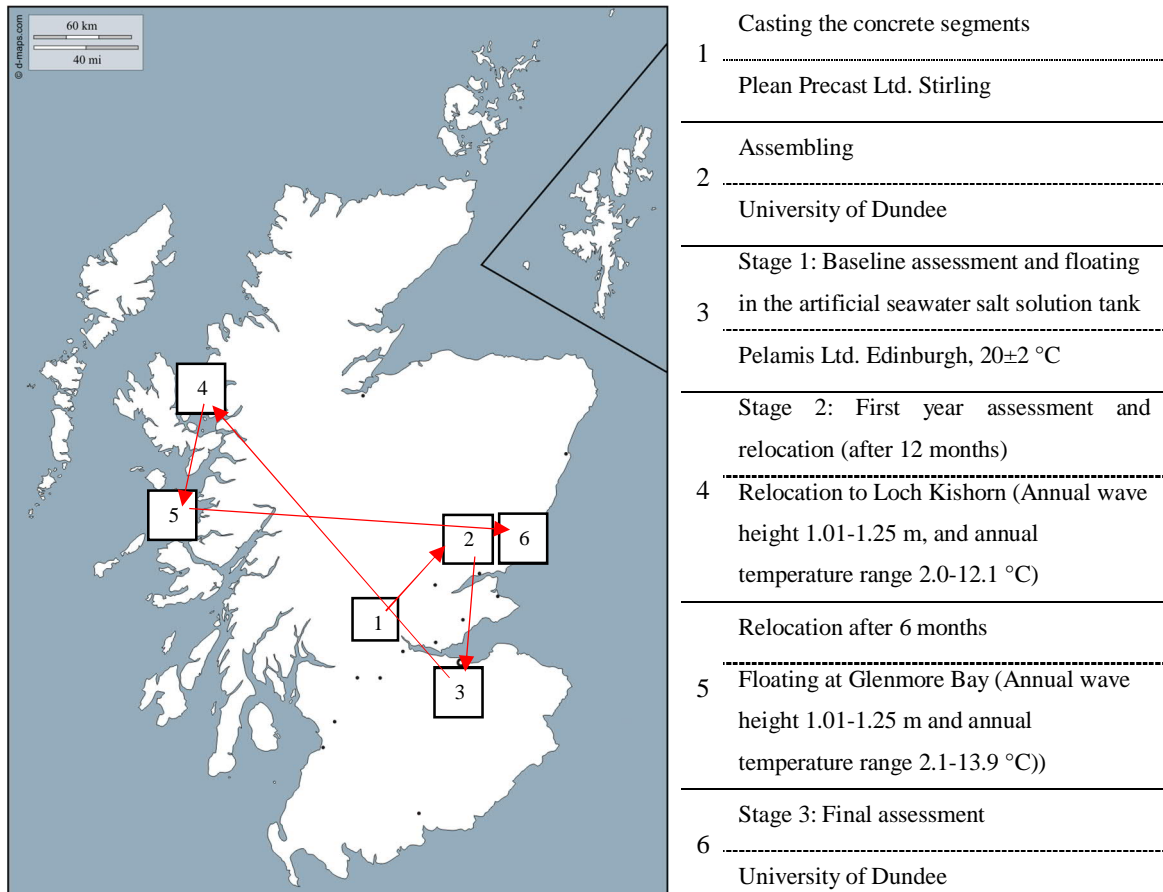 60 km
40 mi
© d-maps.com
4
5
2
6
1
3
1
Casting the concrete segments
Plean Precast Ltd. Stirling
2
Assembling
University of Dundee
3
Stage 1: Baseline assessment and floating
in the artificial seawater salt solution tank
Pelamis Ltd. Edinburgh, 20±2 °C
4
Stage 2: First year assessment and
relocation (after 12 months)
Relocation to Loch Kishorn (Annual wave
height 1.01-1.25 m, and annual
temperature range 2.0-12.1 °C)
5
Relocation after 6 months
Floating at Glenmore Bay (Annual wave
height 1.01-1.25 m and annual
temperature range 2.1-13.9 °C))
6
Stage 3: Final assessment
University of Dundee